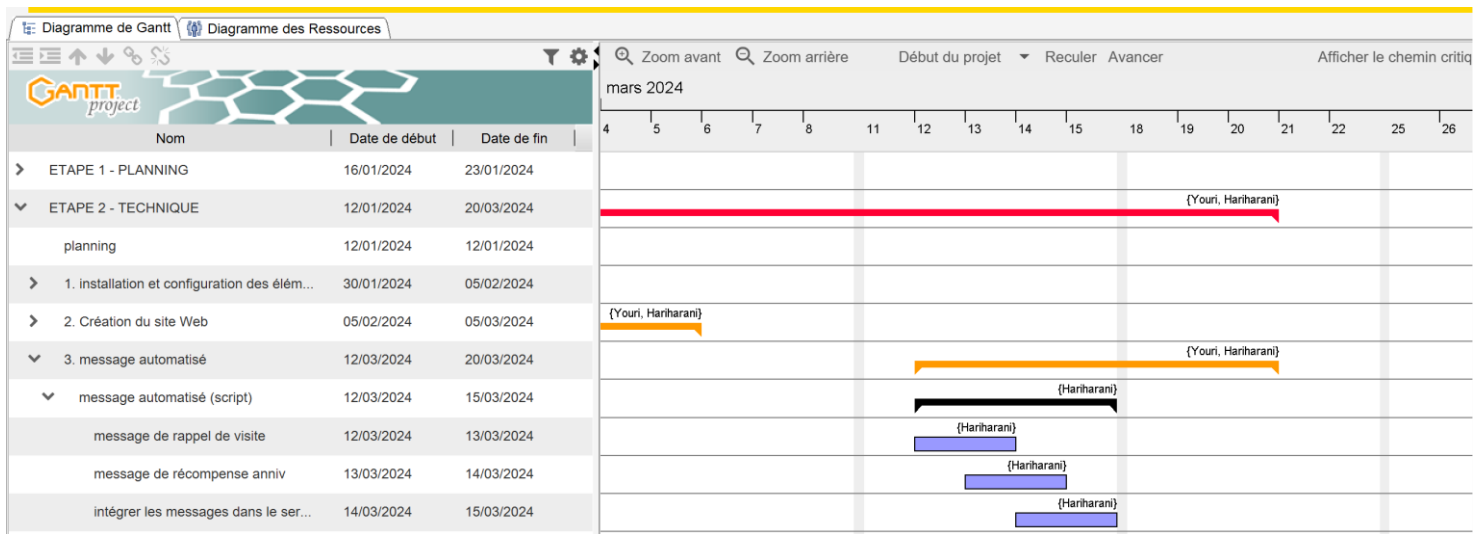 Diagramme de Gantt Diagramme des Ressources
Zoom avant Zoom arrière Début du projet Reculer Avancer Afficher le chemin critiq
GANTT project
mars 2024
Nom Date de début Date de fin
4 5 6 7 8 11 12 13 14 15 18 19 20 21 22 25 26
ETAPE 1 - PLANNING 16/01/2024 23/01/2024
ETAPE 2 - TECHNIQUE 12/01/2024 20/03/2024 {Youri, Hariharani}
planning 12/01/2024 12/01/2024
1. installation et configuration des élém... 30/01/2024 05/02/2024
2. Création du site Web 05/02/2024 05/03/2024 {Youri, Hariharani}
3. message automatisé 12/03/2024 20/03/2024 {Youri, Hariharani}
message automatisé (script) 12/03/2024 15/03/2024 {Hariharani}
message de rappel de visite 12/03/2024 13/03/2024 {Hariharani}
message de récompense anniv 13/03/2024 14/03/2024 {Hariharani}
intégrer les messages dans le ser... 14/03/2024 15/03/2024 {Hariharani}